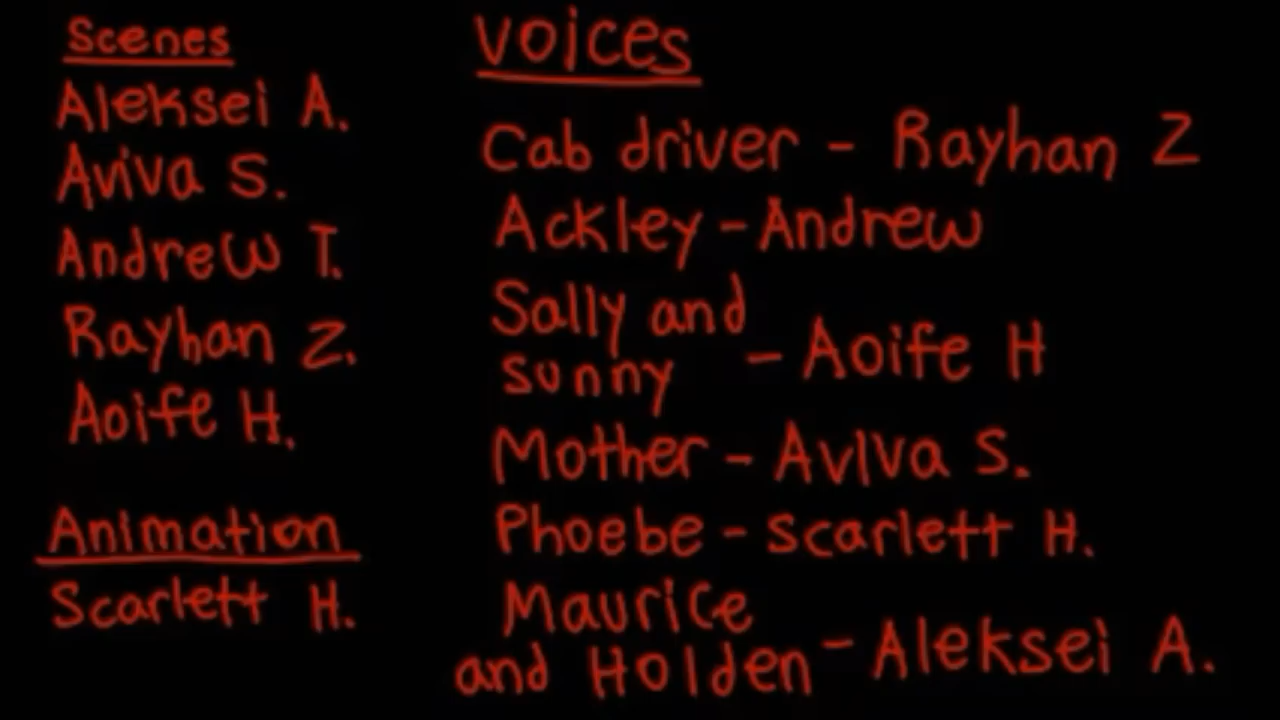 Scenes
Aleksei A.
Aviva S.
Andrew T.
Rayhan Z.
Aoife H.
Animation
Scarlett H.
Voices
Cab driver - Rayhan Z
Ackley - Andrew
Sally and
sunny - Aoife H
Mother - Aviva S.
Phoebe - Scarlett H.
Maurice
and Holden - Aleksei A.